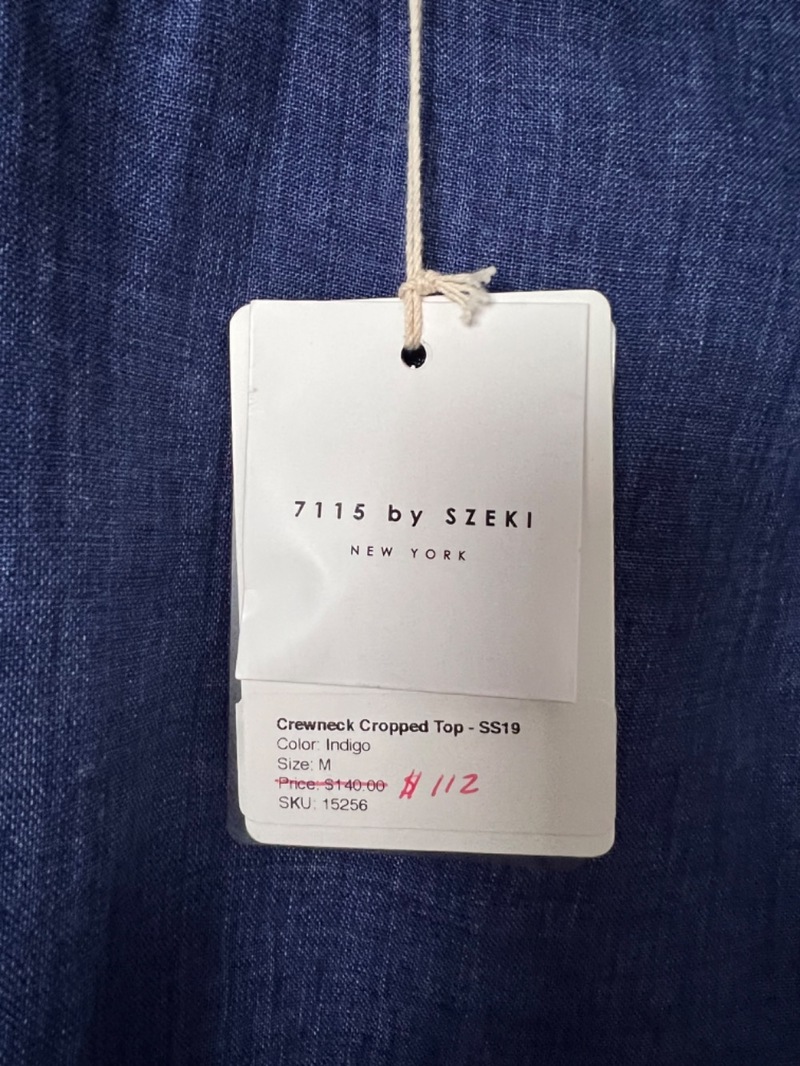 7115 by SZEKI
NEW YORK
Crewneck Cropped Top - SS19
Color: Indigo
Size: M
Price: $140.00 $112
SKU: 15256